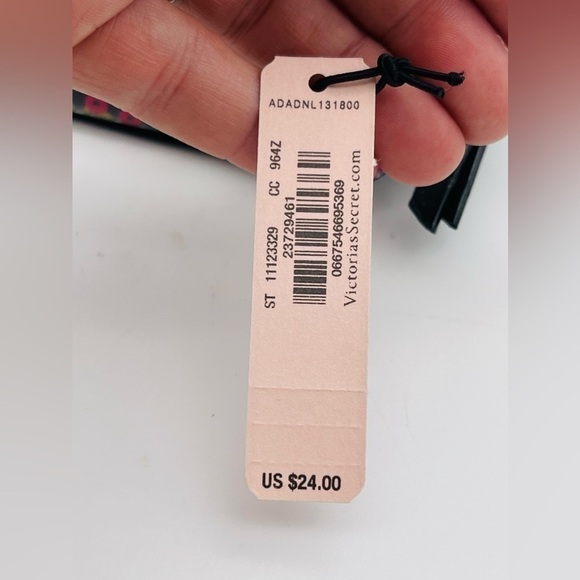 ADADNL131800
ST 11123329 CC 964Z
23729461
0667546695369
VictoriasSecret.com
US $24.00